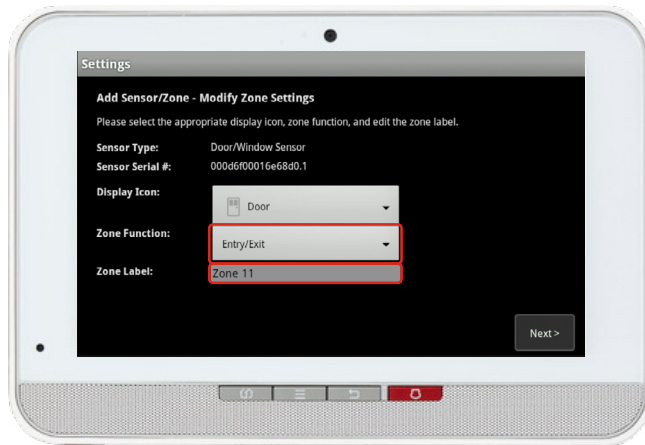 Settings
Add Sensor/Zone - Modify Zone Settings
Please select the appropriate display icon, zone function, and edit the zone label.
Sensor Type: Door/Window Sensor
Sensor Serial #: 000d6f00016e68d0.1
Display Icon: Door
Zone Function: Entry/Exit
Zone Label: Zone 11
Next >